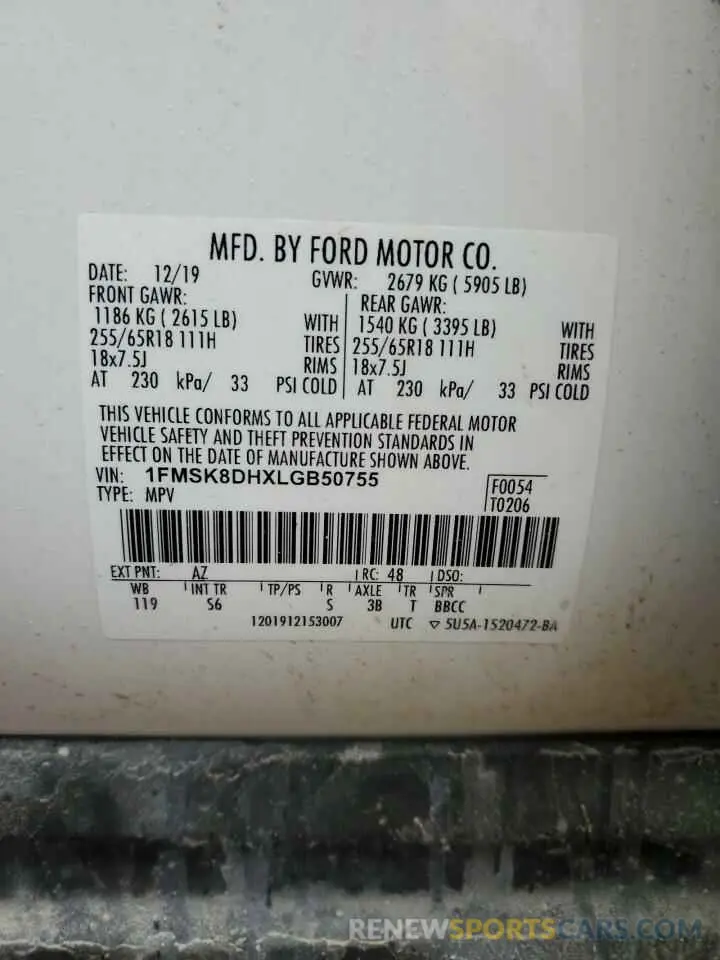 MFD. BY FORD MOTOR CO.
DATE: 12/19 GVWR: 2679 KG ( 5905 LB)
FRONT GAWR: REAR GAWR:
1186 KG ( 2615 LB) WITH 1540 KG ( 3395 LB) WITH
255/65R18 111H TIRES 255/65R18 111H TIRES
18x7.5J RIMS 18x7.5J RIMS
AT 230 kPa/ 33 PSI COLD AT 230 kPa/ 33 PSI COLD
THIS VEHICLE CONFORMS TO ALL APPLICABLE FEDERAL MOTOR
VEHICLE SAFETY AND THEFT PREVENTION STANDARDS IN
EFFECT ON THE DATE OF MANUFACTURE SHOWN ABOVE.
VIN: 1FMSK8DHXLGB50755 F0054
TYPE: MPV T0206
EXT PNT: AZ RC: 48 DSO:
WB INT TR TP/PS R AXLE TR SPR
119 S6 S 3B T BBCC
1201912153007 UTC ▽ 5U5A-1520472-BA
RENEWSPORTSCARS.COM